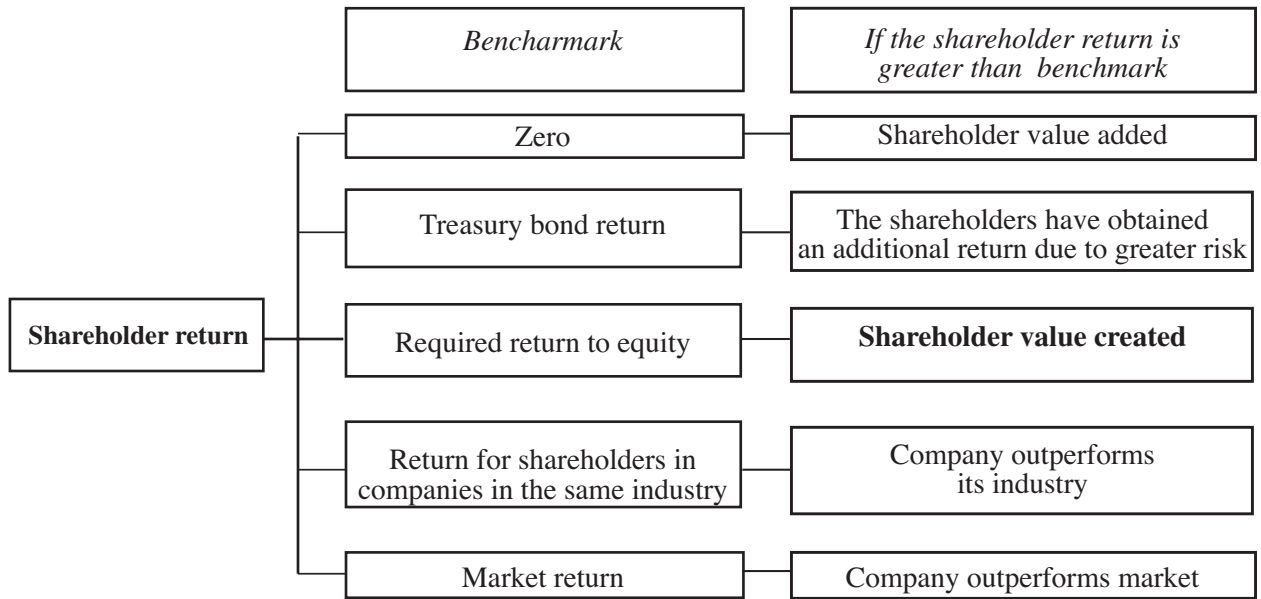 Bencharmark
If the shareholder return is
greater than benchmark
Zero
Shareholder value added
Treasury bond return
The shareholders have obtained
an additional return due to greater risk
Shareholder return
Required return to equity
Shareholder value created
Return for shareholders in
companies in the same industry
Company outperforms
its industry
Market return
Company outperforms market